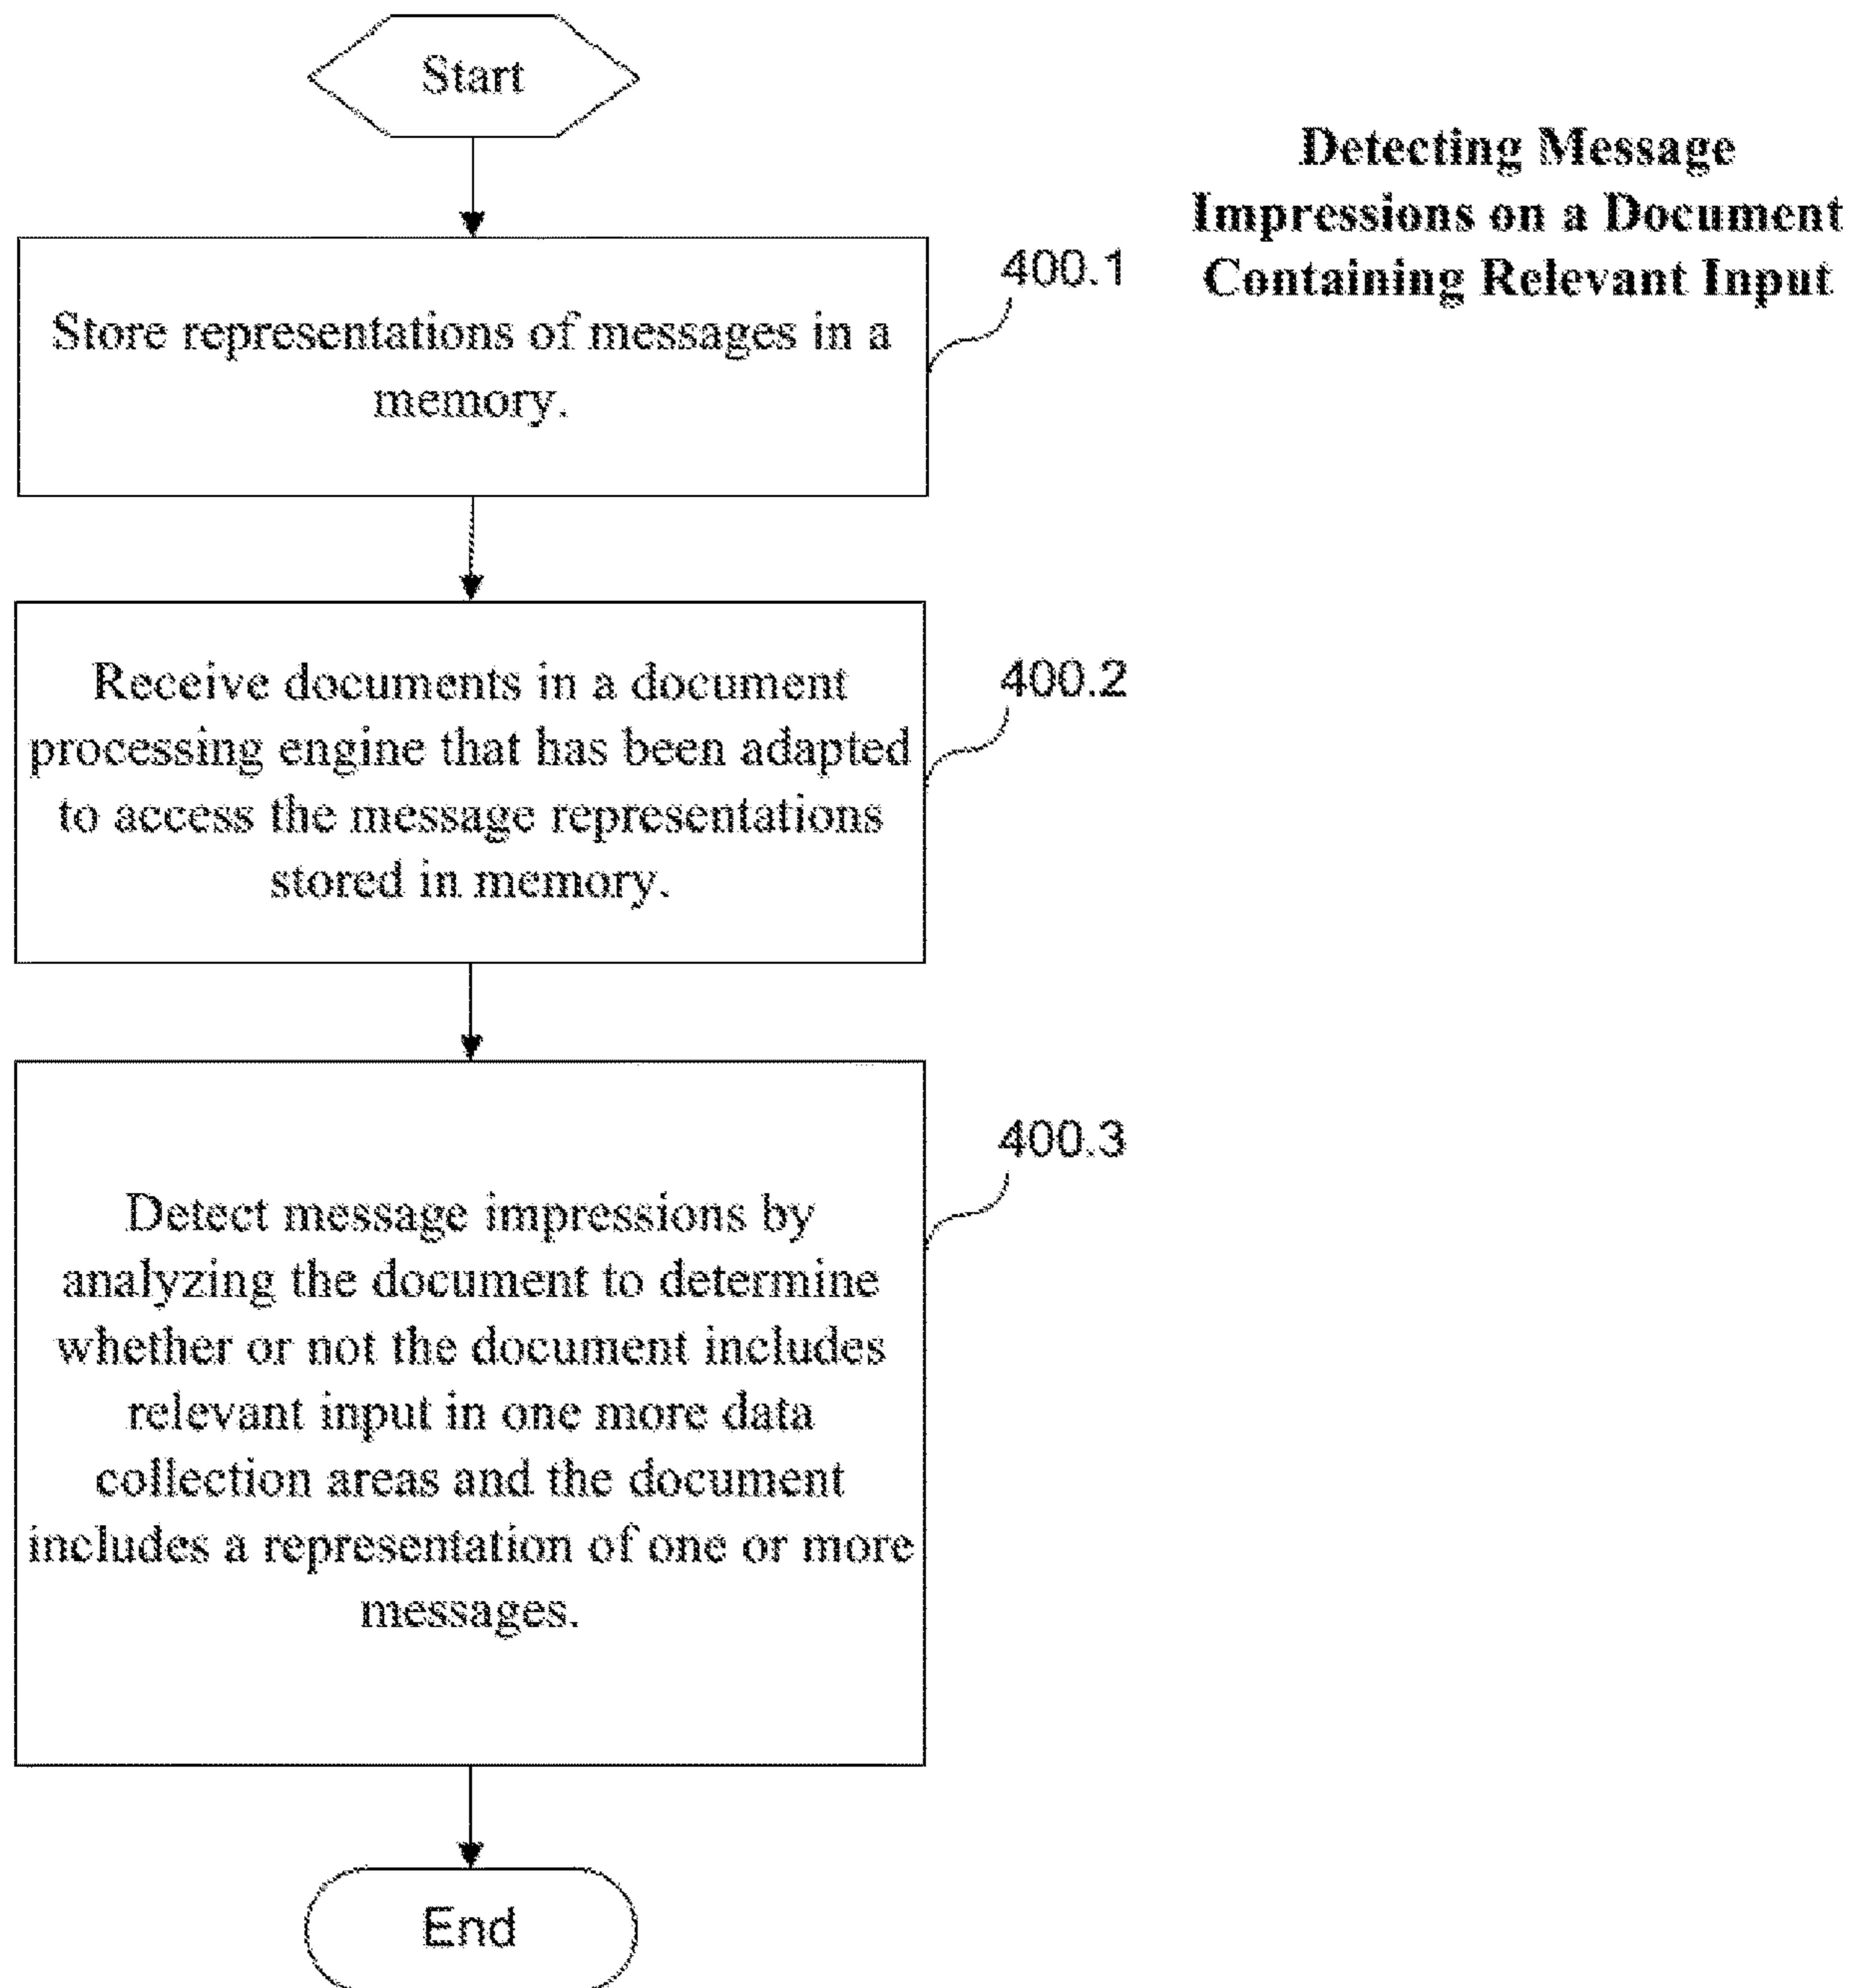 Start
Detecting Message
Impressions on a Document
Containing Relevant Input
400.1
Store representations of messages in a
memory.
400.2
Receive documents in a document
processing engine that has been adapted
to access the message representations
stored in memory.
400.3
Detect message impressions by
analyzing the document to determine
whether or not the document includes
relevant input in one more data
collection areas and the document
includes a representation of one or more
messages.
End